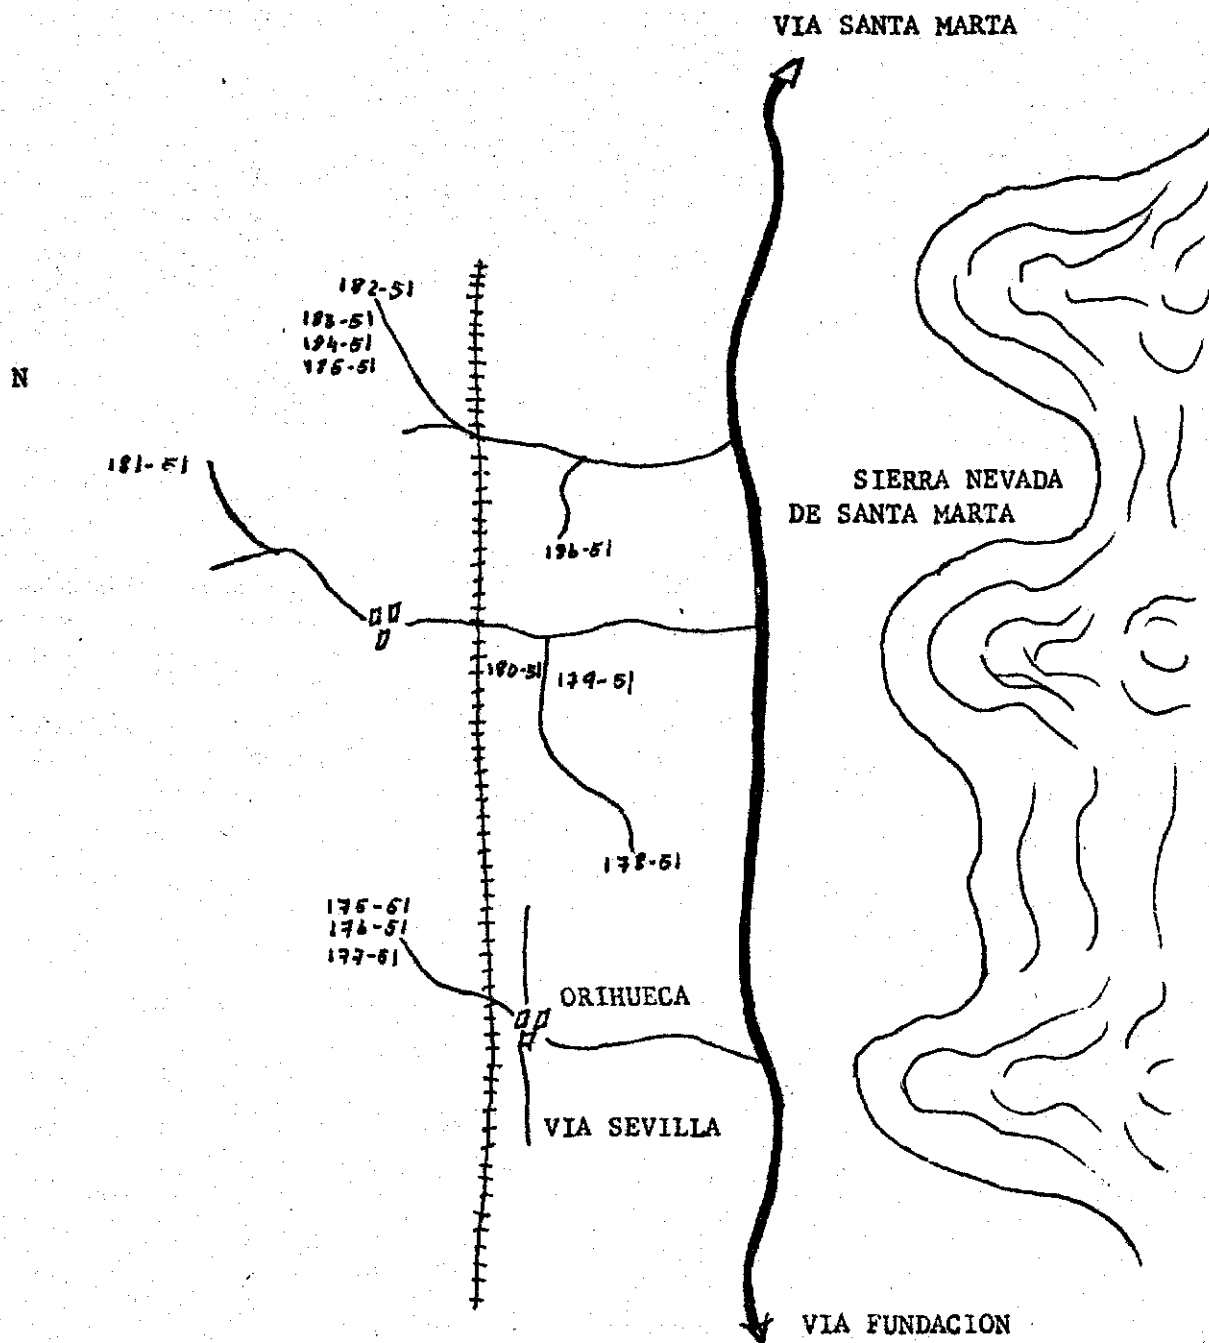 VIA SANTA MARTA
182-51
183-51
184-51
185-51
N
181-51
SIERRA NEVADA
DE SANTA MARTA
186-51
180-51
179-51
178-51
175-51
176-51
177-51
ORIHUECA
VIA SEVILLA
VIA FUNDACION